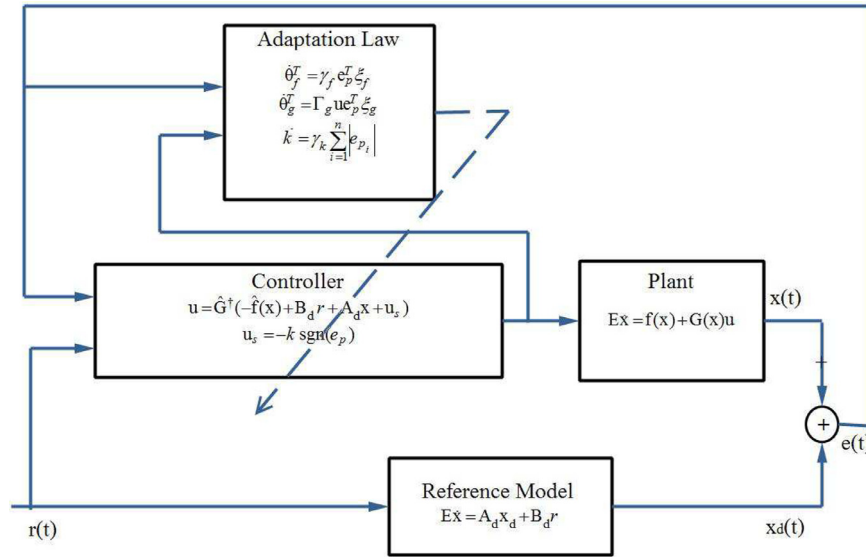 Adaptation Law
θ̇_f^T = γ_f e_p^T ξ_f
θ̇_g^T = Γ_g u e_p^T ξ_g
k̇ = γ_k ∑_{i=1}^{n} |e_{p_i}|
Controller
u = Ĝ^†(-f̂(x) + B_d r + A_d x + u_s)
u_s = -k sgn(e_p)
Plant
Eẋ = f(x) + G(x)u
x(t)
+
+
e(t)
Reference Model
Eẋ = A_d x_d + B_d r
r(t)
x_d(t)